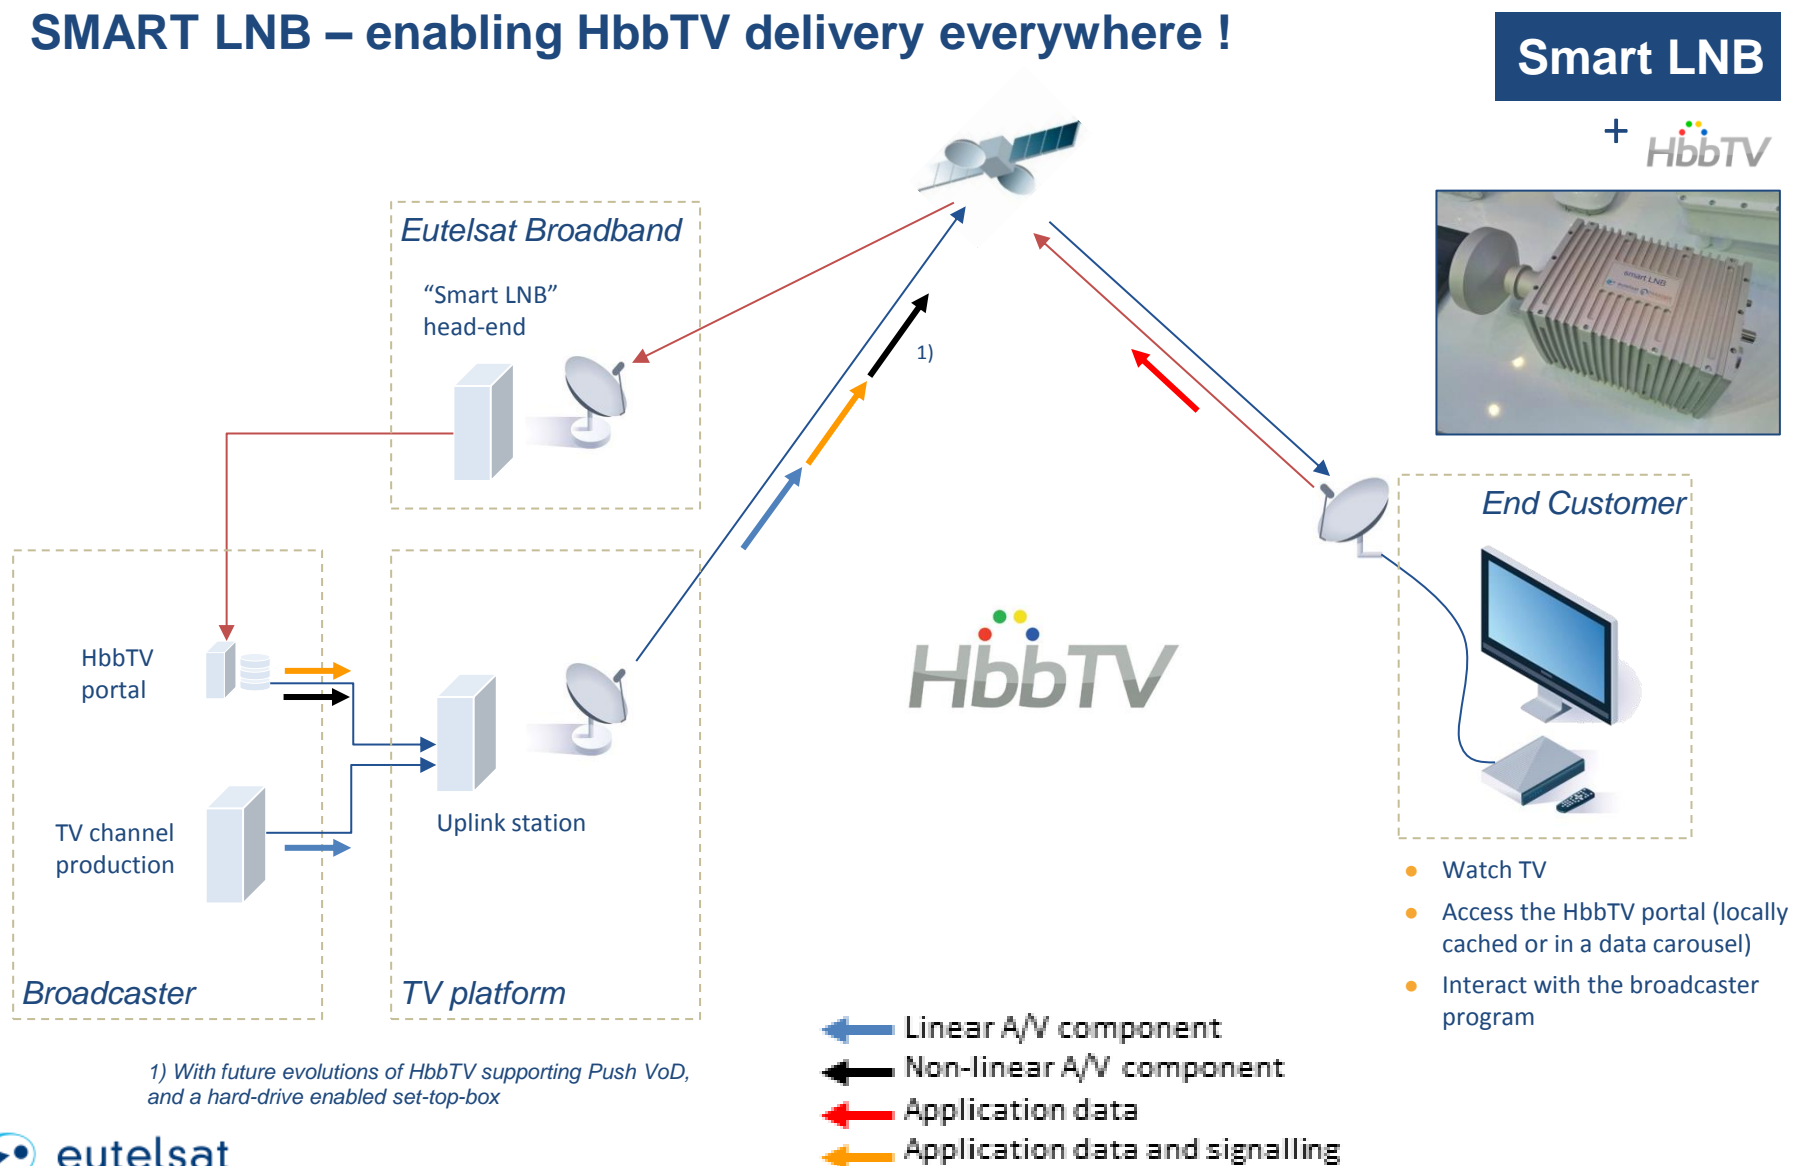 SMART LNB – enabling HbbTV delivery everywhere !
Smart LNB
+ HbbTV
smart LNB
Eutelsat Broadband
“Smart LNB”
head-end
1)
End Customer
HbbTV
portal
HbbTV
TV channel
production
Uplink station
Broadcaster
TV platform
● Watch TV
● Access the HbbTV portal (locally
cached or in a data carousel)
● Interact with the broadcaster
program
Linear A/V component
Non-linear A/V component
Application data
Application data and signalling
1) With future evolutions of HbbTV supporting Push VoD,
and a hard-drive enabled set-top-box
eutelsat